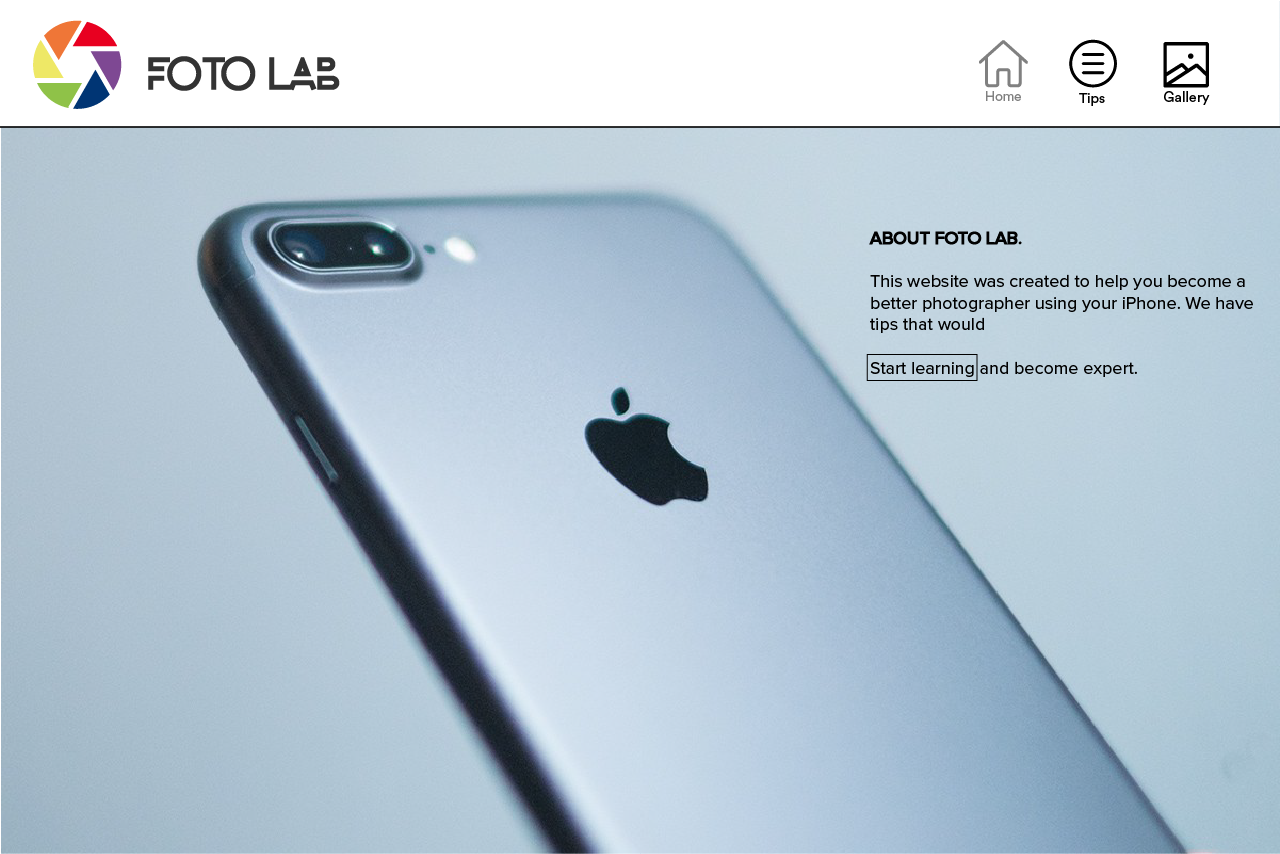 FOTO LAB
Home
Tips
Gallery
ABOUT FOTO LAB.
This website was created to help you become a
better photographer using your iPhone. We have
tips that would
Start learning and become expert.